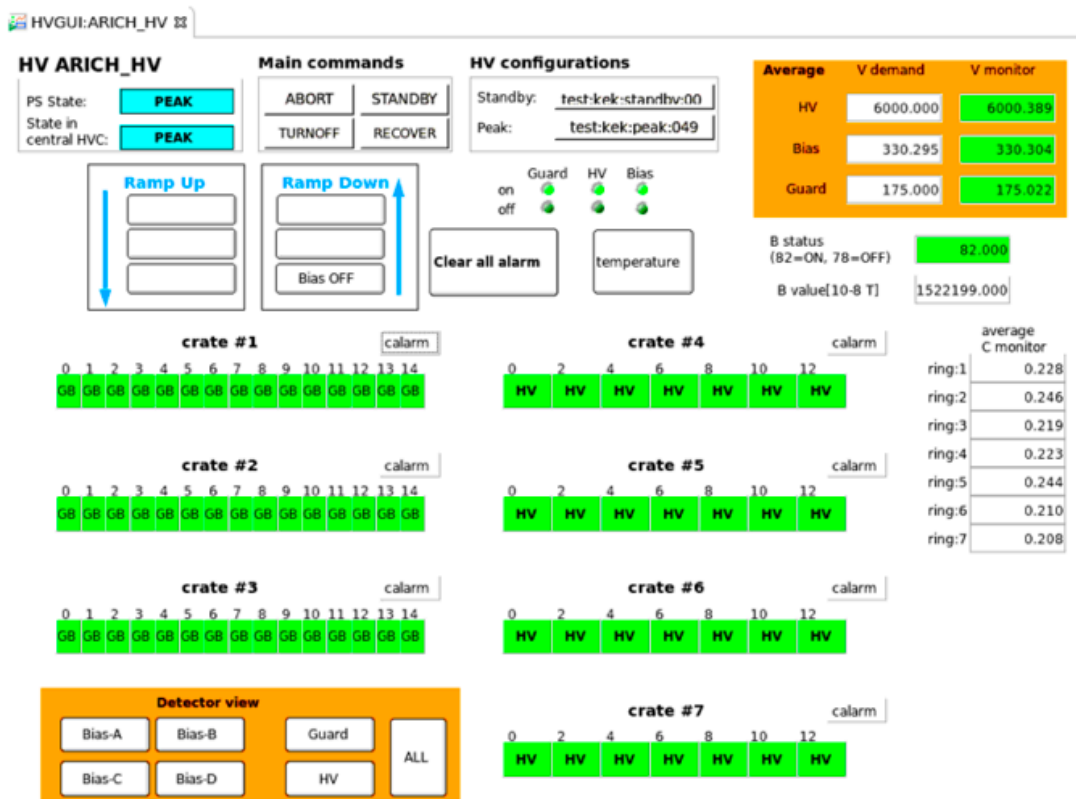 HVGUI:ARICH_HV
HV ARICH_HV
PS State: PEAK
State in
central HVC: PEAK
Main commands
ABORT STANDBY
TURNOFF RECOVER
HV configurations
Standby: test:kek:standby:00
Peak: test:kek:peak:049
Average V demand V monitor
HV 6000.000 6000.389
Bias 330.295 330.304
Guard 175.000 175.022
Ramp Up
Ramp Down
Bias OFF
Guard HV Bias
on
off
Clear all alarm
temperature
B status
(82=ON, 78=OFF) 82.000
B value[10-8 T] 1522199.000
crate #1 calarm
0 1 2 3 4 5 6 7 8 9 10 11 12 13 14
GB GB GB GB GB GB GB GB GB GB GB GB GB GB GB
crate #4 calarm
0 2 4 6 8 10 12
HV HV HV HV HV HV HV
average
C monitor
ring:1 0.228
ring:2 0.246
ring:3 0.219
ring:4 0.223
ring:5 0.244
ring:6 0.210
ring:7 0.208
crate #2 calarm
0 1 2 3 4 5 6 7 8 9 10 11 12 13 14
GB GB GB GB GB GB GB GB GB GB GB GB GB GB GB
crate #5 calarm
0 2 4 6 8 10 12
HV HV HV HV HV HV HV
crate #3 calarm
0 1 2 3 4 5 6 7 8 9 10 11 12 13 14
GB GB GB GB GB GB GB GB GB GB GB GB GB GB GB
crate #6 calarm
0 2 4 6 8 10 12
HV HV HV HV HV HV HV
Detector view
Bias-A Bias-B Guard ALL
Bias-C Bias-D HV
crate #7 calarm
0 2 4 6 8 10 12
HV HV HV HV HV HV HV